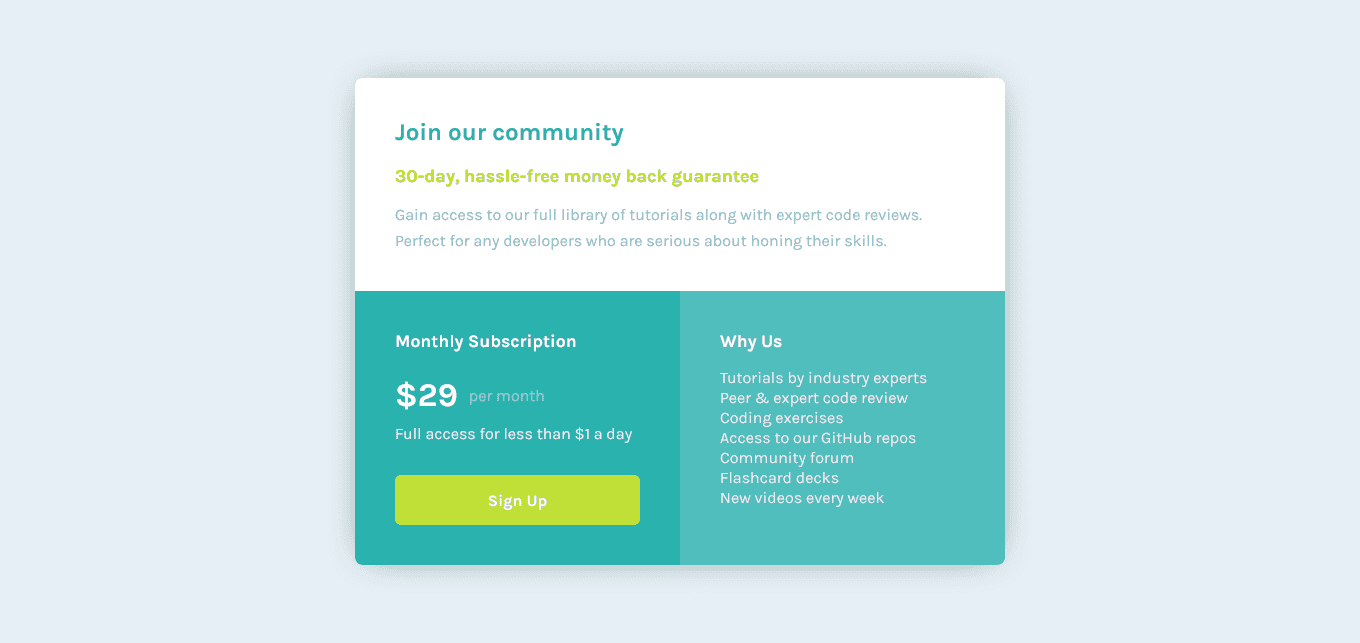 Join our community
30-day, hassle-free money back guarantee
Gain access to our full library of tutorials along with expert code reviews.
Perfect for any developers who are serious about honing their skills.
Monthly Subscription
$29 per month
Full access for less than $1 a day
Sign Up
Why Us
Tutorials by industry experts
Peer & expert code review
Coding exercises
Access to our GitHub repos
Community forum
Flashcard decks
New videos every week